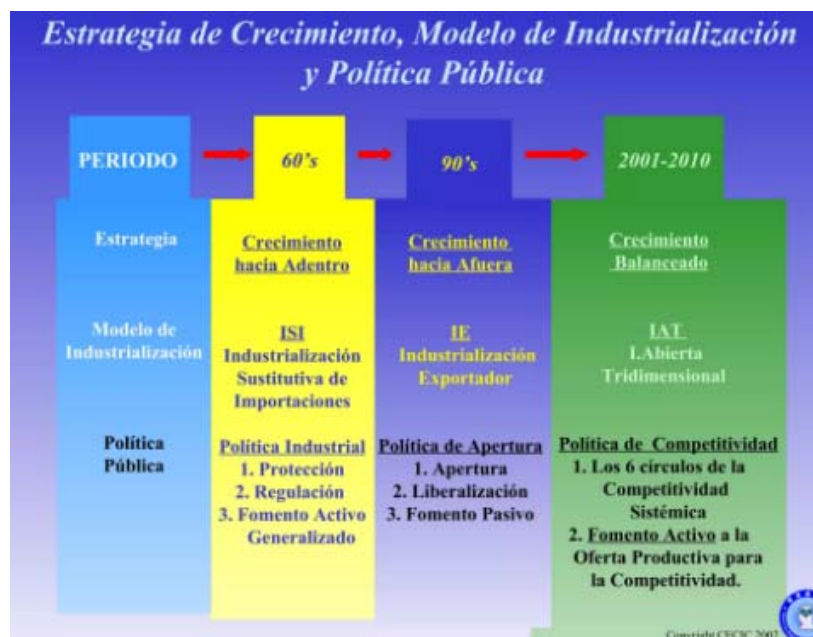 Estrategia de Crecimiento, Modelo de Industrialización
y Política Pública
PERIODO
60's
90's
2001-2010
Estrategia
Crecimiento
hacia Adentro
Crecimiento
hacia Afuera
Crecimiento
Balanceado
Modelo de
Industrialización
ISI
Industrialización
Sustitutiva de
Importaciones
IE
Industrialización
Exportador
IAT
I.Abierta
Tridimensional
Política
Pública
Política Industrial
1. Protección
2. Regulación
3. Fomento Activo
Generalizado
Política de Apertura
1. Apertura
2. Liberalización
3. Fomento Pasivo
Política de Competitividad
1. Los 6 círculos de la
Competitividad
Sistémica
2. Fomento Activo a la
Oferta Productiva para
la Competitividad.
Copyright CECIC